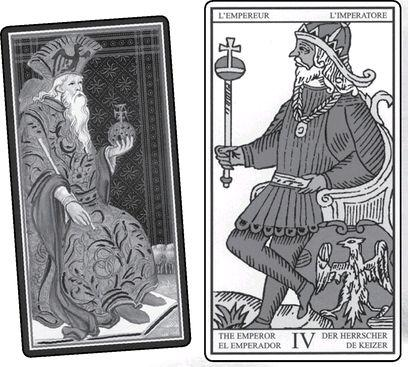 L'EMPEREUR L'IMPERATORE
THE EMPEROR IV DER HERRSCHER
EL EMPERADOR DE KEIZER